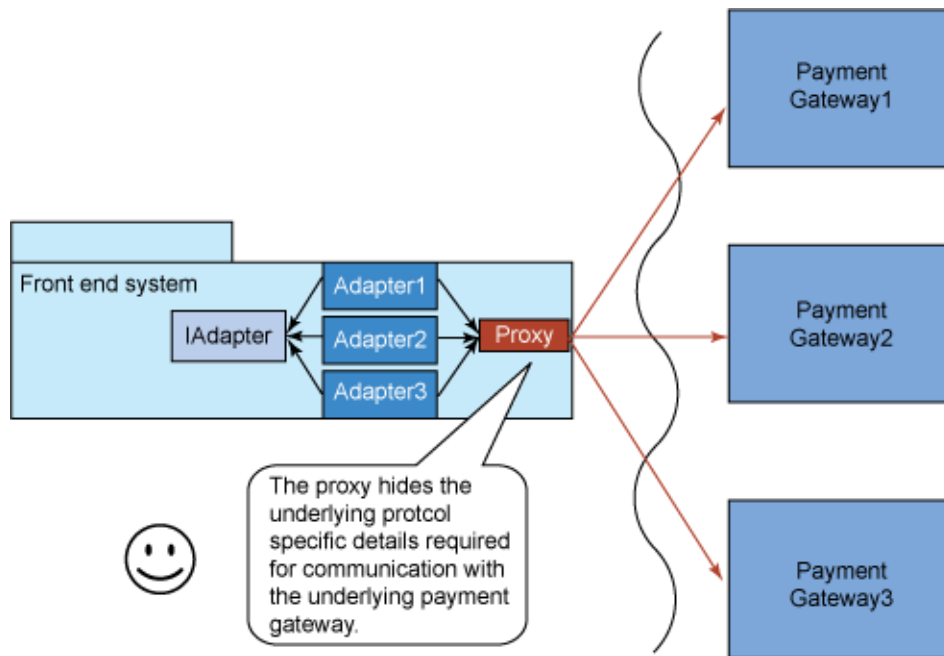 Payment
Gateway1
Front end system
Adapter1
IAdapter
Adapter2
Proxy
Adapter3
Payment
Gateway2
The proxy hides the
underlying protcol
specific details required
for communication with
the underlying payment
gateway.
Payment
Gateway3